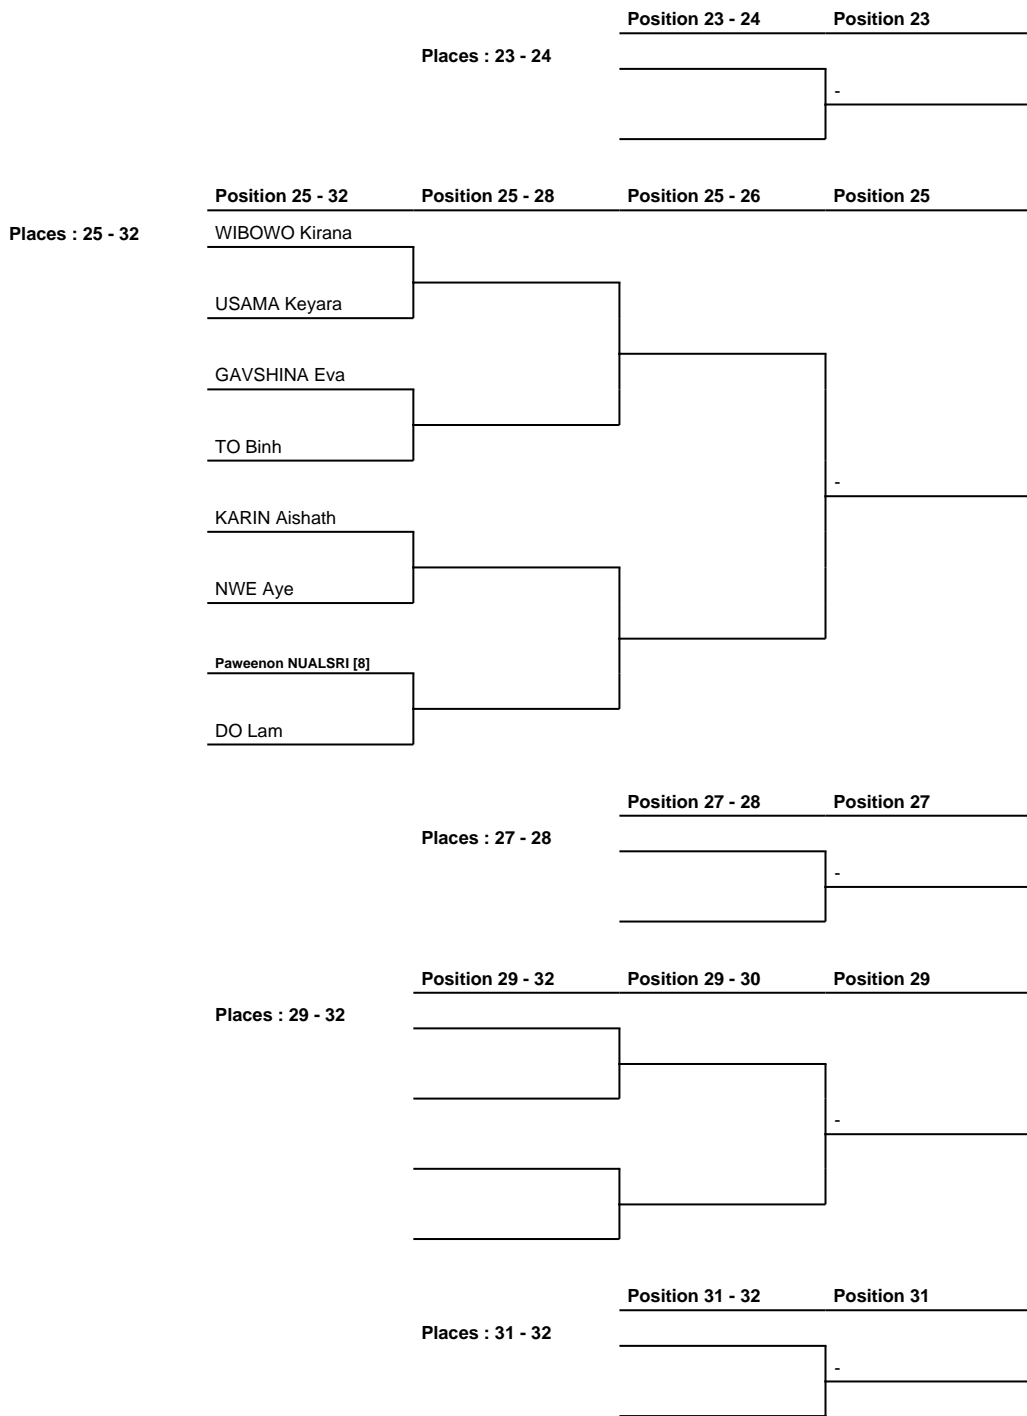 Position 23 - 24 Position 23
Places : 23 - 24
-
Position 25 - 32 Position 25 - 28 Position 25 - 26 Position 25
Places : 25 - 32 WIBOWO Kirana
USAMA Keyara
GAVSHINA Eva
TO Binh
-
KARIN Aishath
NWE Aye
Paweenon NUALSRI [8]
DO Lam
Position 27 - 28 Position 27
Places : 27 - 28
-
Position 29 - 32 Position 29 - 30 Position 29
Places : 29 - 32
-
Position 31 - 32 Position 31
Places : 31 - 32
-